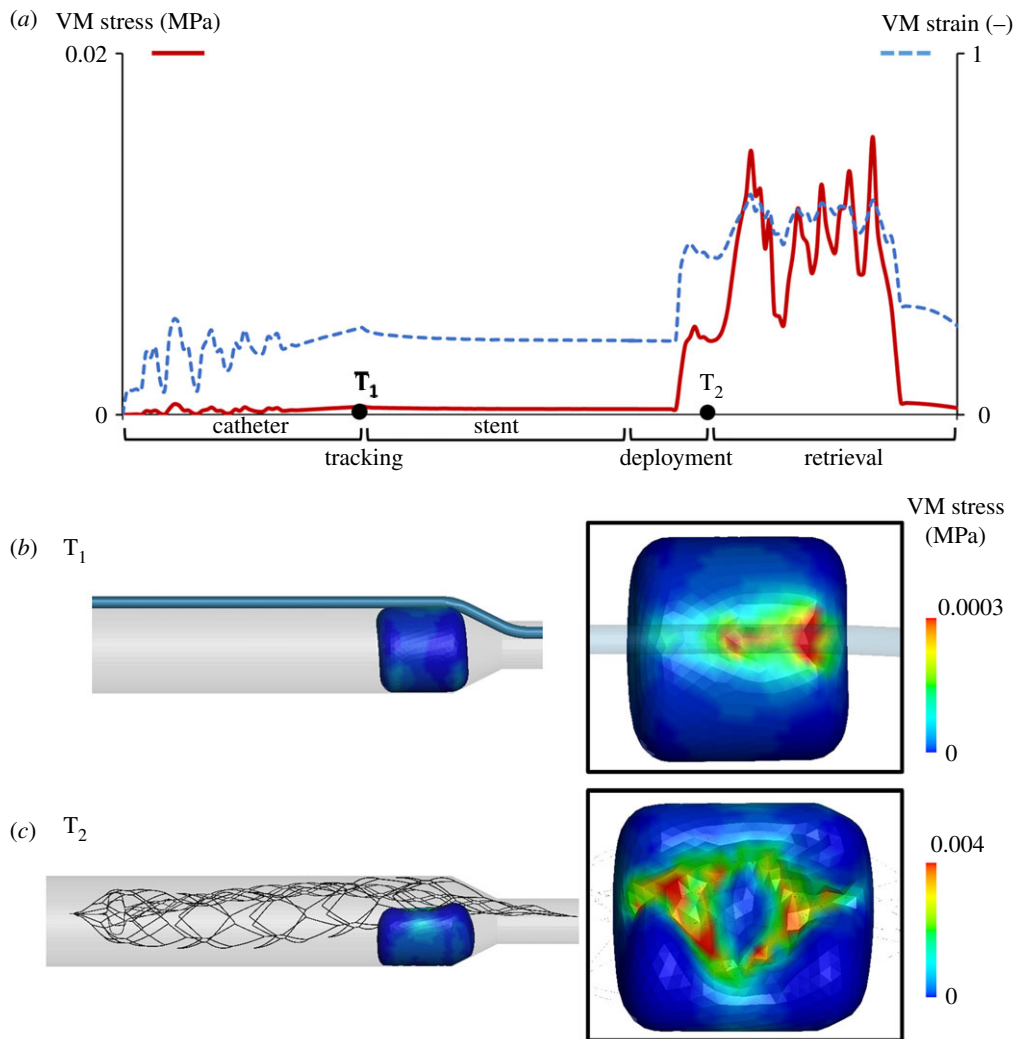 (a) VM stress (MPa) VM strain (–)
0.02 1
T1 T2
0 0
catheter stent
tracking deployment retrieval
VM stress
(MPa)
(b) T1
0.0003
0
(c) T2
0.004
0